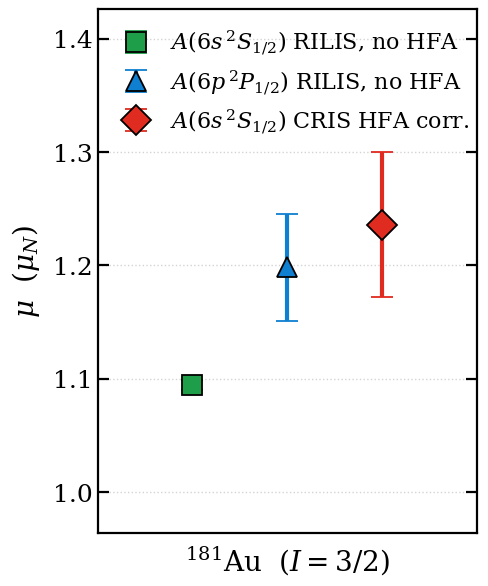 1.4
A(6s ²S₁/₂) RILIS, no HFA
A(6p ²P₁/₂) RILIS, no HFA
A(6s ²S₁/₂) CRIS HFA corr.
1.3
1.2
1.1
1.0
μ (μ_N)
¹⁸¹Au (I = 3/2)